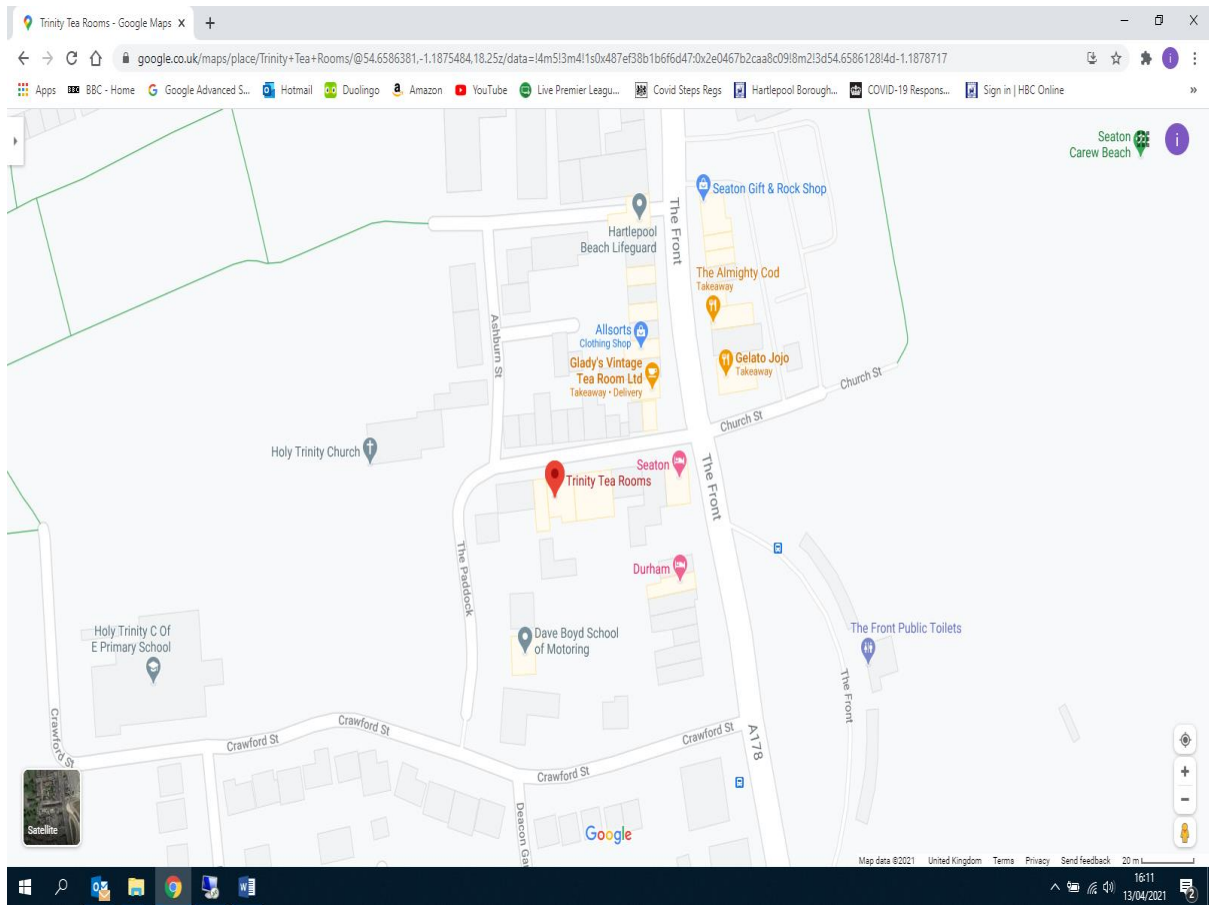 Trinity Tea Rooms - Google Maps
google.co.uk/maps/place/Trinity+Tea+Rooms/@54.6586381,-1.1875484,18.25z/data=!4m5!3m4!1s0x487ef38b1b6f6d47:0x2e0467b2caa8c09!8m2!3d54.6586128!4d-1.1878717
i
Apps BBC - Home Google Advanced S... Hotmail Duolingo Amazon YouTube Live Premier Leagu... Covid Steps Regs Hartlepool Borough... COVID-19 Respons... Sign in | HBC Online
Seaton
Carew Beach
i
Seaton Gift & Rock Shop
The Front
Hartlepool
Beach Lifeguard
The Almighty Cod
Takeaway
Ashburn St
Allsorts
Clothing Shop
Glady's Vintage
Tea Room Ltd
Takeaway • Delivery
Gelato Jojo
Takeaway
Church St
Church St
Holy Trinity Church
Seaton
Trinity Tea Rooms
The Front
The Paddock
Durham
Holy Trinity C Of
E Primary School
Dave Boyd School
of Motoring
The Front Public Toilets
The Front
Crawford St
Crawford St
Crawford St
Crawford St
A178
Crawford St
Deacon Gar
Satellite
Google
Map data ©2021 United Kingdom Terms Privacy Send feedback 20 m
16:11
13/04/2021
2